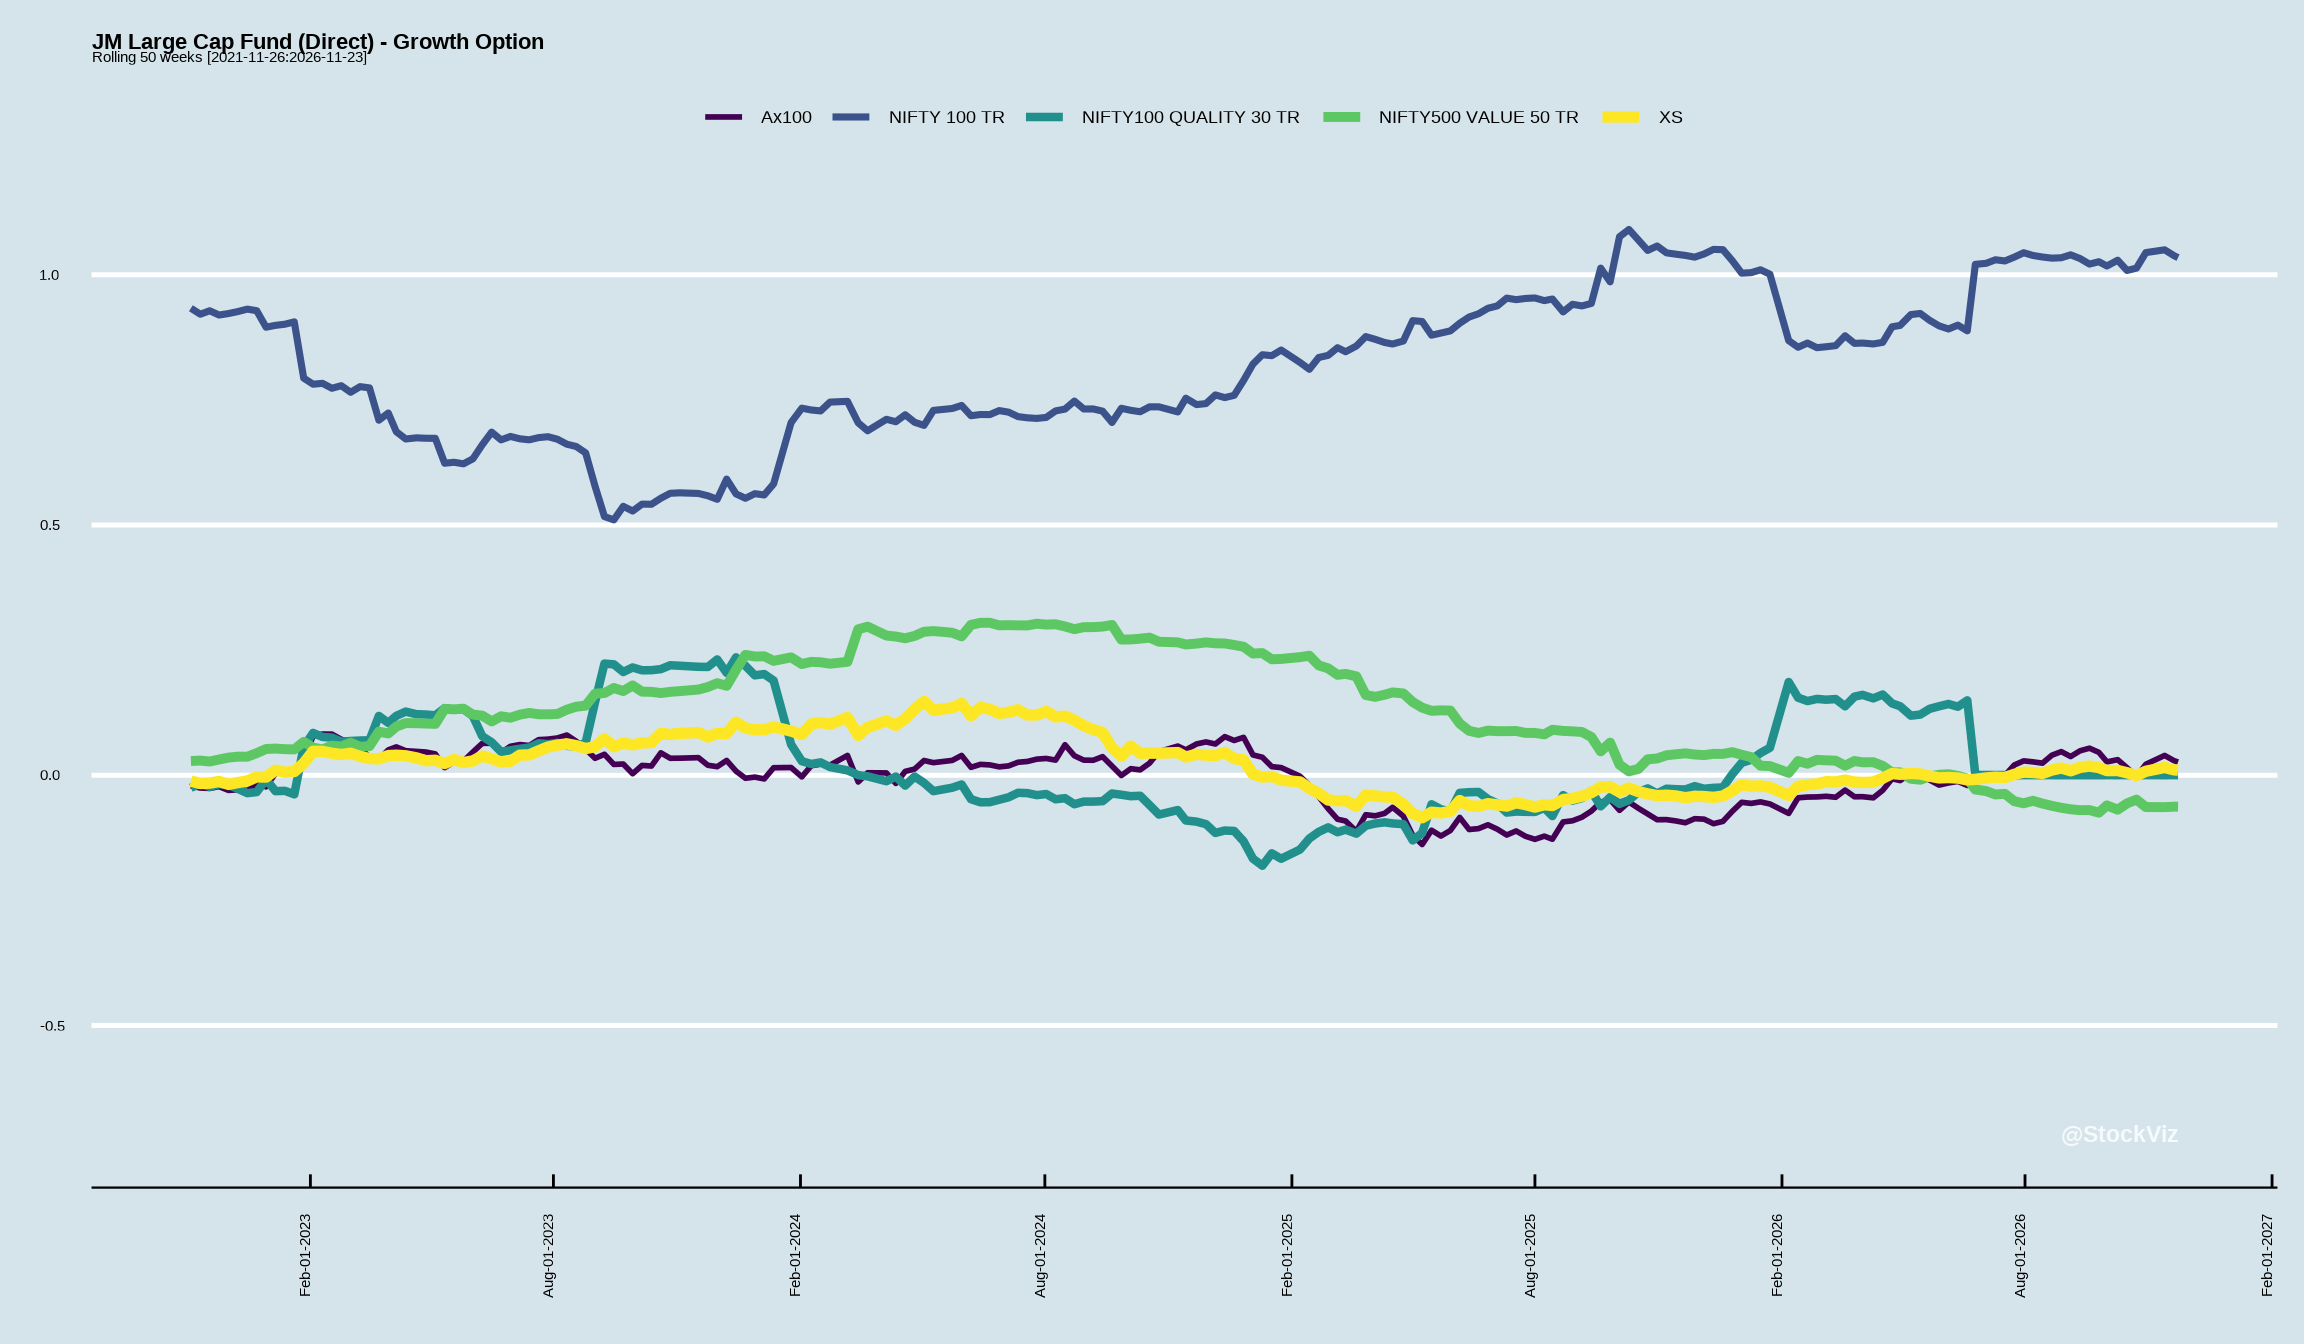 JM Large Cap Fund (Direct) - Growth Option
Rolling 50 weeks [2021-11-26:2026-11-23]
Ax100 NIFTY 100 TR NIFTY100 QUALITY 30 TR NIFTY500 VALUE 50 TR XS
1.0
0.5
0.0
-0.5
@StockViz
Feb-01-2023 Aug-01-2023 Feb-01-2024 Aug-01-2024 Feb-01-2025 Aug-01-2025 Feb-01-2026 Aug-01-2026 Feb-01-2027